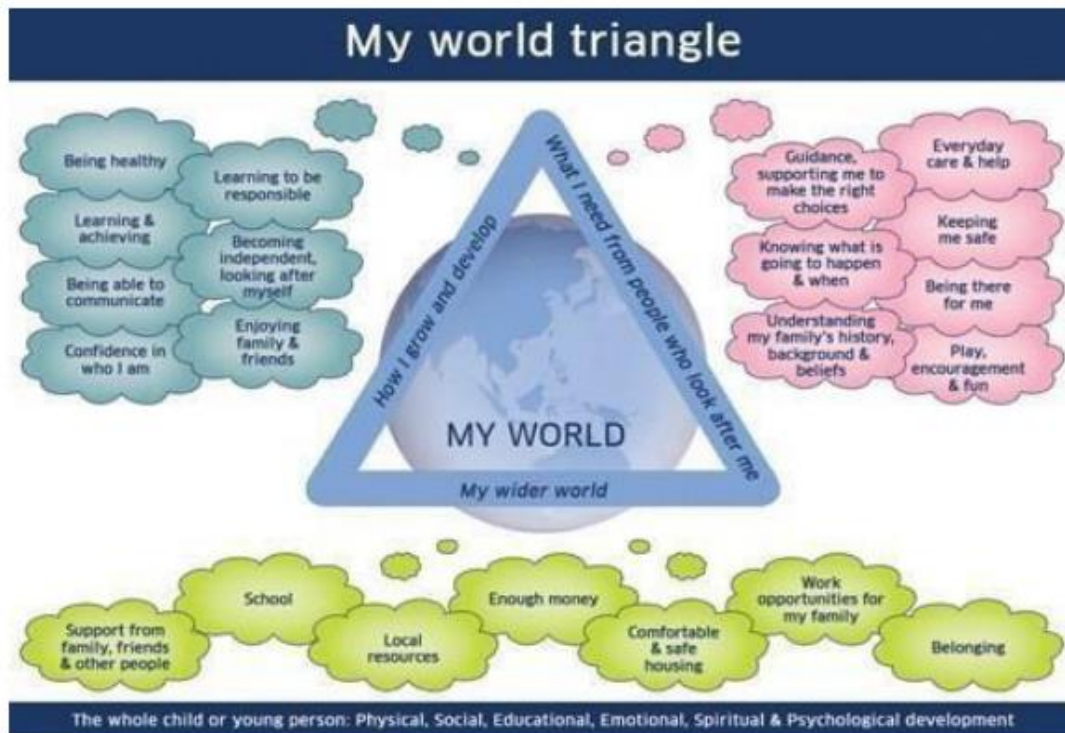 My world triangle
Being healthy
Learning to be
responsible
Learning &
achieving
Becoming
independent,
looking after
myself
Being able to
communicate
Enjoying
family &
friends
Confidence in
who I am
How I grow and develop
What I need from people who look after me
MY WORLD
My wider world
Guidance,
supporting me to
make the right
choices
Everyday
care & help
Keeping
me safe
Knowing what is
going to happen
& when
Being there
for me
Understanding
my family's history,
background &
beliefs
Play,
encouragement
& fun
Support from
family, friends
& other people
School
Local
resources
Enough money
Comfortable
& safe
housing
Work
opportunities for
my family
Belonging
The whole child or young person: Physical, Social, Educational, Emotional, Spiritual & Psychological development